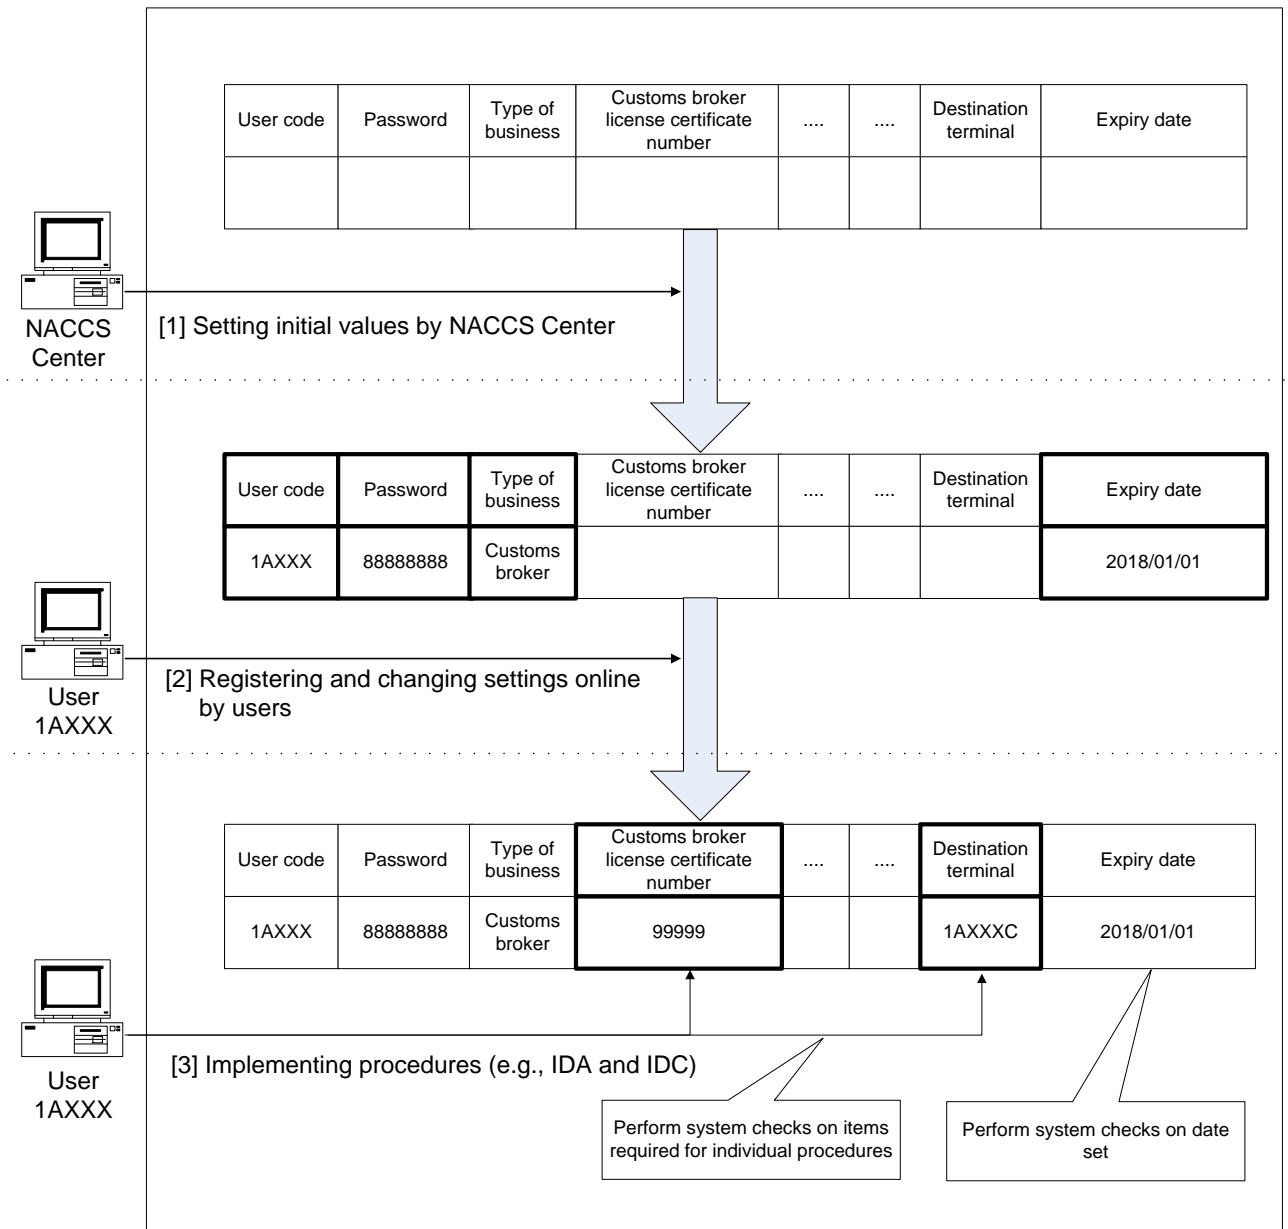 User code
Password
Type of
business
Customs broker
license certificate
number
....
....
Destination
terminal
Expiry date
NACCS
Center
[1] Setting initial values by NACCS Center
User code
Password
Type of
business
Customs broker
license certificate
number
....
....
Destination
terminal
Expiry date
1AXXX
88888888
Customs
broker
2018/01/01
User
1AXXX
[2] Registering and changing settings online
by users
User code
Password
Type of
business
Customs broker
license certificate
number
....
....
Destination
terminal
Expiry date
1AXXX
88888888
Customs
broker
99999
1AXXXC
2018/01/01
User
1AXXX
[3] Implementing procedures (e.g., IDA and IDC)
Perform system checks on items
required for individual procedures
Perform system checks on date
set